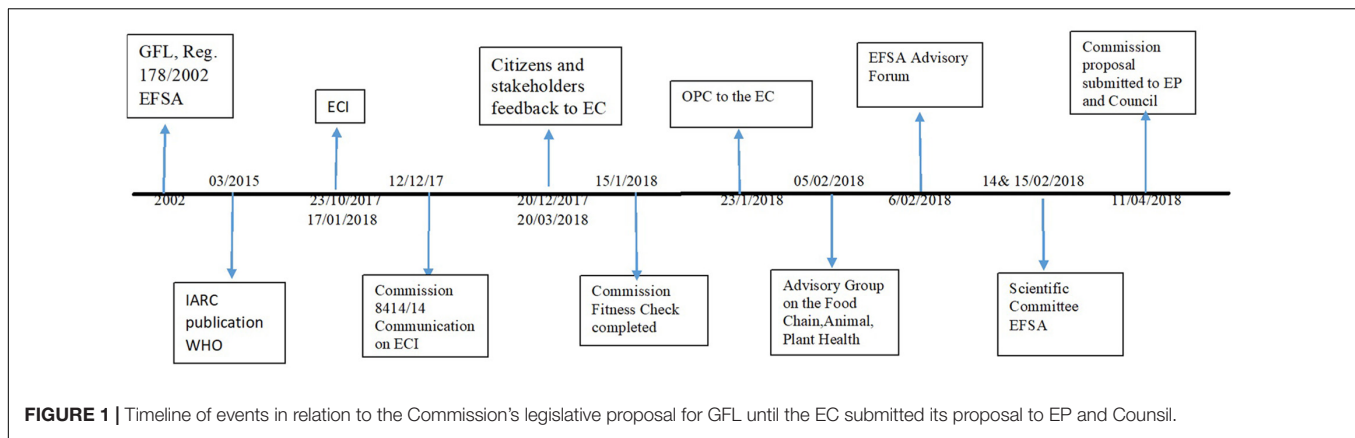 GFL, Reg.
178/2002
EFSA
ECI
Citizens and
stakeholders
feedback to EC
OPC to the EC
EFSA Advisory
Forum
Commission
proposal
submitted to EP
and Council
03/2015
12/12/17
15/1/2018
05/02/2018
14& 15/02/2018
2002
23/10/2017
17/01/2018
20/12/2017
20/03/2018
23/1/2018
6/02/2018
11/04/2018
IARC
publication
WHO
Commission
8414/14
Communication
on ECI
Commission
Fitness Check
completed
Advisory Group
on the Food
Chain,Animal,
Plant Health
Scientific
Committee
EFSA
FIGURE 1 | Timeline of events in relation to the Commission's legislative proposal for GFL until the EC submitted its proposal to EP and Counsil.